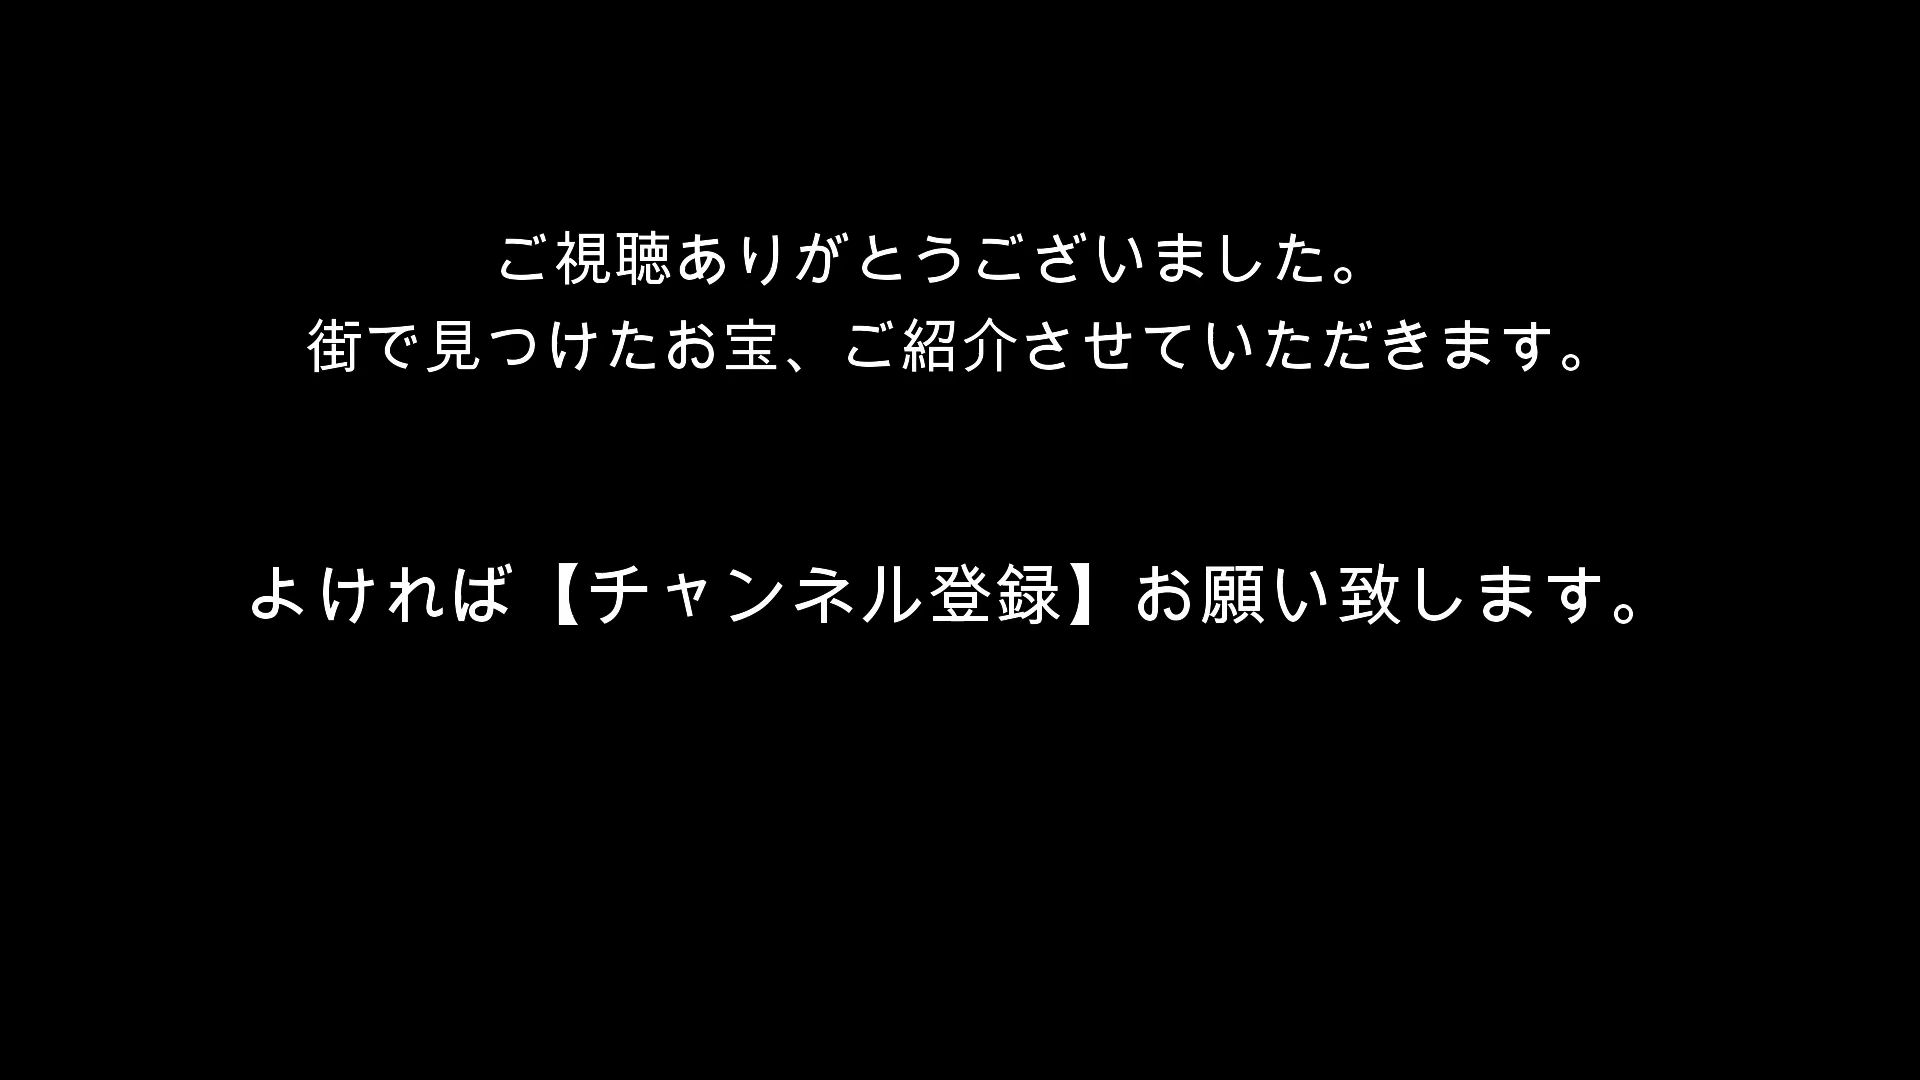 ご視聴ありがとうございました。
街で見つけたお宝、ご紹介させていただきます。
よければ【チャンネル登録】お願い致します。